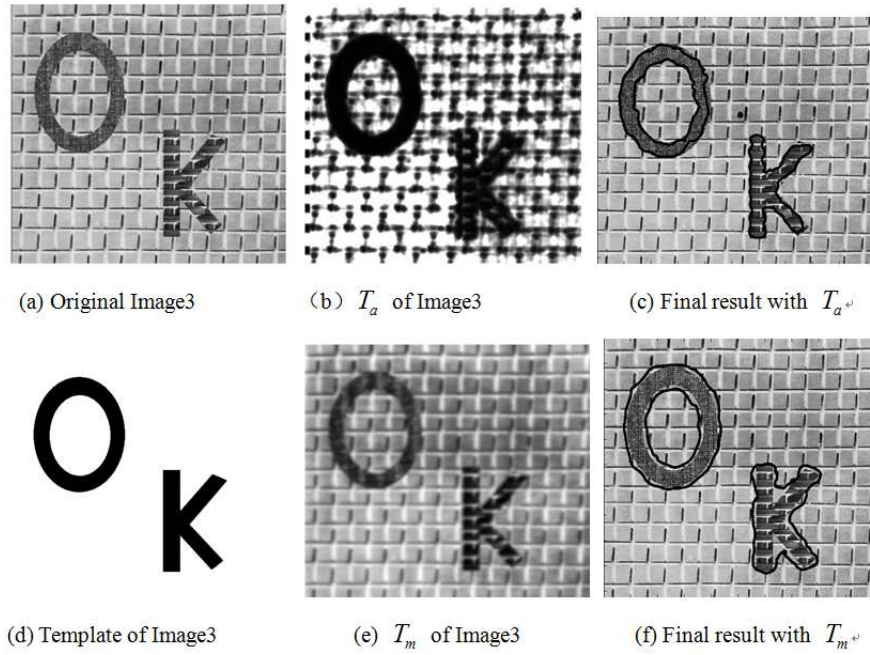 O
K
O
K
O
K
(a) Original Image3
（b） Tₐ of Image3
(c) Final result with Tₐ↵
O
K
O
K
O
K
(d) Template of Image3
(e) Tₘ of Image3
(f) Final result with Tₘ↵